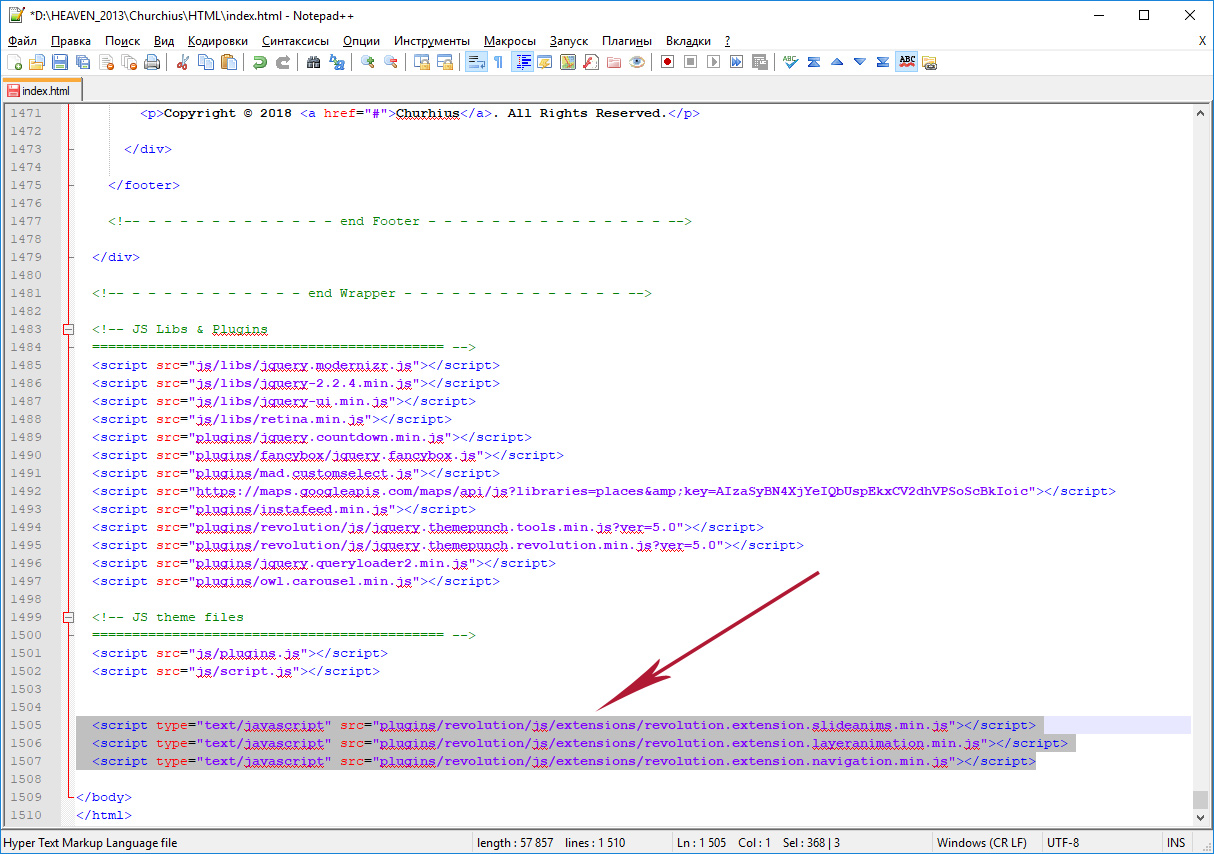 *D:\HEAVEN_2013\Churchius\HTML\index.html - Notepad++
Файл Правка Поиск Вид Кодировки Синтаксисы Опции Инструменты Макросы Запуск Плагины Вкладки ? X
index.html
1471 <p>Copyright © 2018 <a href="#">Churhius</a>. All Rights Reserved.</p>
1472
1473 </div>
1474
1475 </footer>
1476
1477 <!-- - - - - - - - - - - - - - end Footer - - - - - - - - - - - - - - - -->
1478
1479 </div>
1480
1481 <!-- - - - - - - - - - - - end Wrapper - - - - - - - - - - - - - - -->
1482
1483 <!-- JS Libs & Plugins
1484 ============================================ -->
1485 <script src="js/libs/jquery.modernizr.js"></script>
1486 <script src="js/libs/jquery-2.2.4.min.js"></script>
1487 <script src="js/libs/jquery-ui.min.js"></script>
1488 <script src="js/libs/retina.min.js"></script>
1489 <script src="plugins/jquery.countdown.min.js"></script>
1490 <script src="plugins/fancybox/jquery.fancybox.js"></script>
1491 <script src="plugins/mad.customselect.js"></script>
1492 <script src="https://maps.googleapis.com/maps/api/js?libraries=places&amp;key=AIzaSyBN4XjYeIQbUspEkxCV2dhVPSoScBkIoic"></script>
1493 <script src="plugins/instafeed.min.js"></script>
1494 <script src="plugins/revolution/js/jquery.themepunch.tools.min.js?ver=5.0"></script>
1495 <script src="plugins/revolution/js/jquery.themepunch.revolution.min.js?ver=5.0"></script>
1496 <script src="plugins/jquery.queryloader2.min.js"></script>
1497 <script src="plugins/owl.carousel.min.js"></script>
1498
1499 <!-- JS theme files
1500 ============================================ -->
1501 <script src="js/plugins.js"></script>
1502 <script src="js/script.js"></script>
1503
1504
1505 <script type="text/javascript" src="plugins/revolution/js/extensions/revolution.extension.slideanims.min.js"></script>
1506 <script type="text/javascript" src="plugins/revolution/js/extensions/revolution.extension.layeranimation.min.js"></script>
1507 <script type="text/javascript" src="plugins/revolution/js/extensions/revolution.extension.navigation.min.js"></script>
1508
1509 </body>
1510 </html>
Hyper Text Markup Language file length : 57 857 lines : 1 510 Ln : 1 505 Col : 1 Sel : 368 | 3 Windows (CR LF) UTF-8 INS